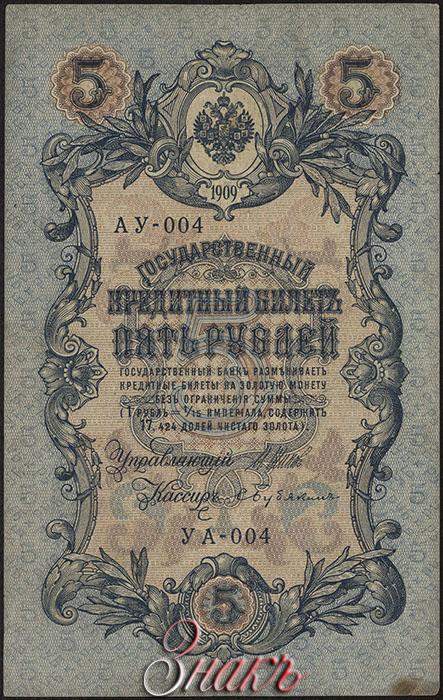 5 5
1909
АУ-004
ГОСУДАРСТВЕННЫЙ
КРЕДИТНЫЙ БИЛЕТЪ
ПЯТЬ РУБЛЕЙ
ГОСУДАРСТВЕННЫЙ БАНКЪ РАЗМѢНИВАЕТЪ
КРЕДИТНЫЕ БИЛЕТЫ НА ЗОЛОТУЮ МОНЕТУ
БЕЗЪ ОГРАНИЧЕНІЯ СУММЫ
(1 РУБЛЬ = 1/15 ИМПЕРІАЛА, СОДЕРЖИТЪ
17,424 ДОЛЕЙ ЧИСТАГО ЗОЛОТА).
Управляющій
Кассиръ
УА-004
5
Знакъ